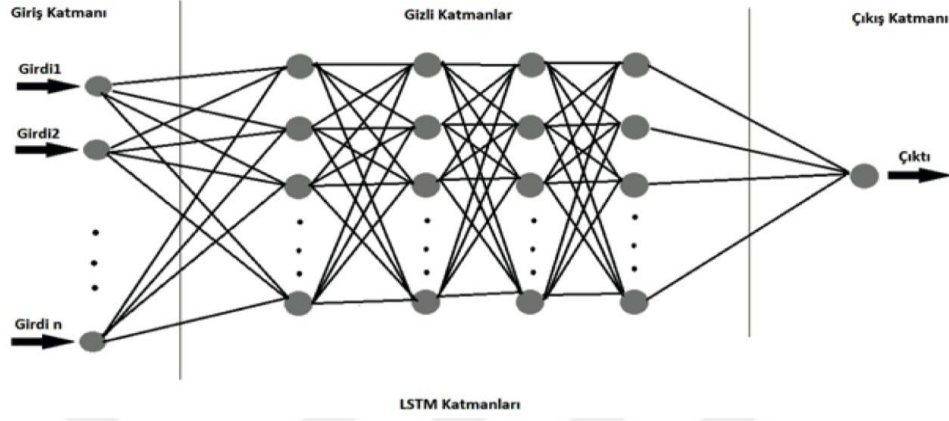 Giriş Katmanı
Gizli Katmanlar
Çıkış Katmanı
Girdi1
Girdi2
Çıktı
Girdi n
LSTM Katmanları